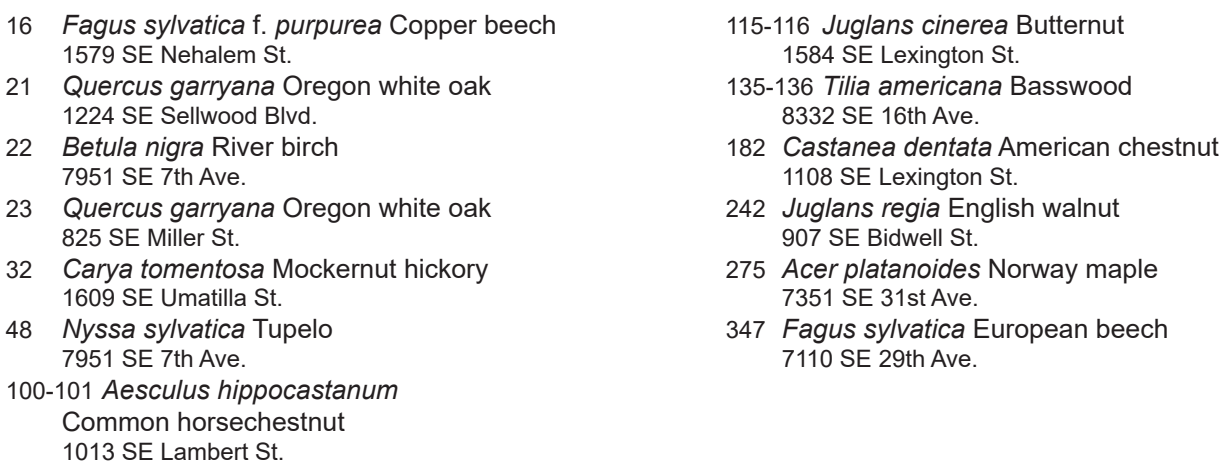 16 Fagus sylvatica f. purpurea Copper beech
1579 SE Nehalem St.
21 Quercus garryana Oregon white oak
1224 SE Sellwood Blvd.
22 Betula nigra River birch
7951 SE 7th Ave.
23 Quercus garryana Oregon white oak
825 SE Miller St.
32 Carya tomentosa Mockernut hickory
1609 SE Umatilla St.
48 Nyssa sylvatica Tupelo
7951 SE 7th Ave.
100-101 Aesculus hippocastanum
Common horsechestnut
1013 SE Lambert St.
115-116 Juglans cinerea Butternut
1584 SE Lexington St.
135-136 Tilia americana Basswood
8332 SE 16th Ave.
182 Castanea dentata American chestnut
1108 SE Lexington St.
242 Juglans regia English walnut
907 SE Bidwell St.
275 Acer platanoides Norway maple
7351 SE 31st Ave.
347 Fagus sylvatica European beech
7110 SE 29th Ave.